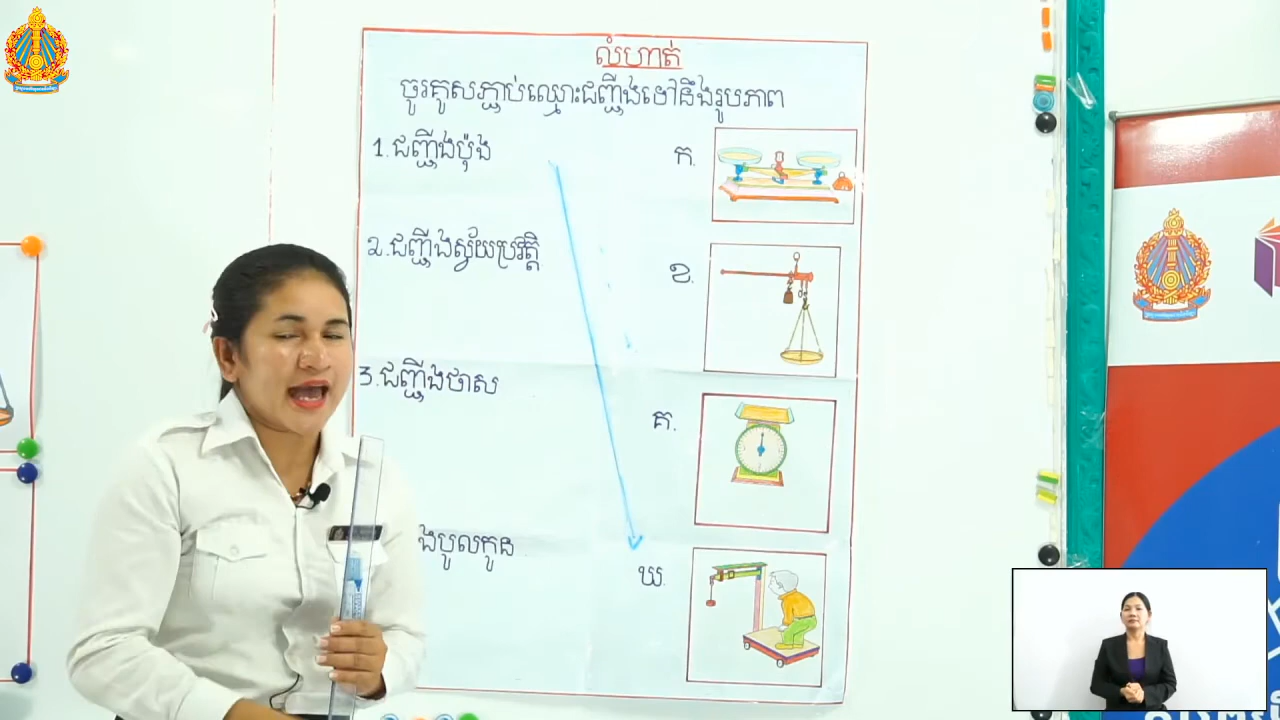 លំហាត់
ចូរគូសភ្ជាប់ឈ្មោះជញ្ជីងទៅនឹងរូបភាព
1.ជញ្ជីងប៉ុង
ក.
2.ជញ្ជីងស្វ័យប្រវត្តិ
ខ.
3.ជញ្ជីងថាស
គ.
ងបូលកូន
ឃ.